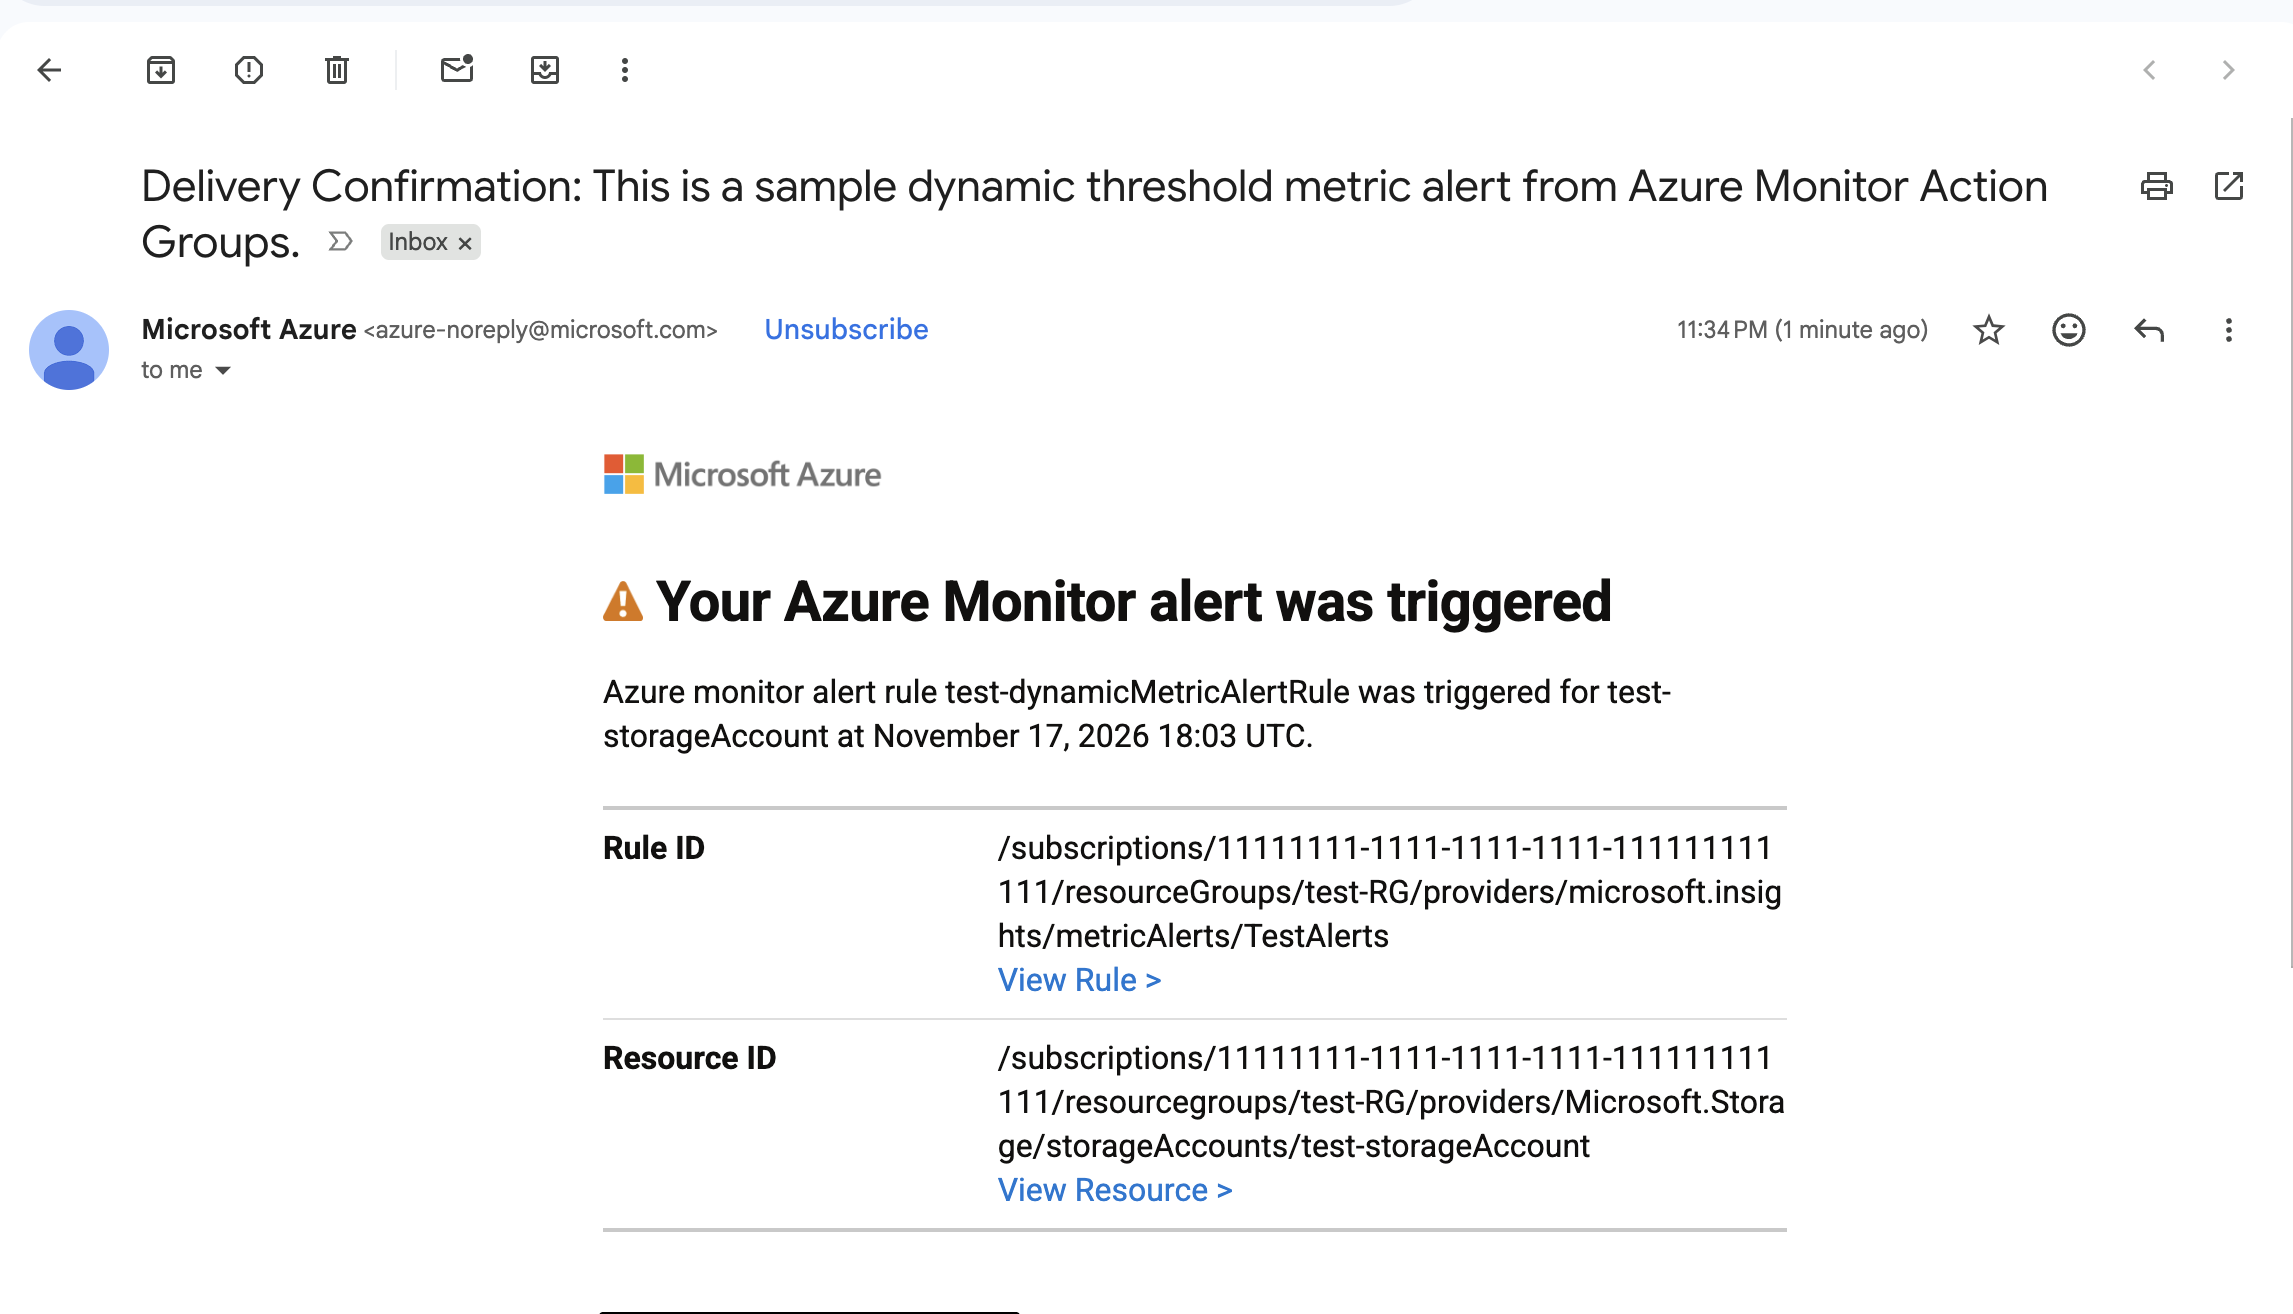 Delivery Confirmation: This is a sample dynamic threshold metric alert from Azure Monitor Action
Groups.
Inbox ×
Microsoft Azure <azure-noreply@microsoft.com> Unsubscribe 11:34 PM (1 minute ago)
to me
Microsoft Azure
Your Azure Monitor alert was triggered
Azure monitor alert rule test-dynamicMetricAlertRule was triggered for test-
storageAccount at November 17, 2026 18:03 UTC.
Rule ID /subscriptions/11111111-1111-1111-1111-111111111
111/resourceGroups/test-RG/providers/microsoft.insig
hts/metricAlerts/TestAlerts
View Rule >
Resource ID /subscriptions/11111111-1111-1111-1111-111111111
111/resourcegroups/test-RG/providers/Microsoft.Stora
ge/storageAccounts/test-storageAccount
View Resource >